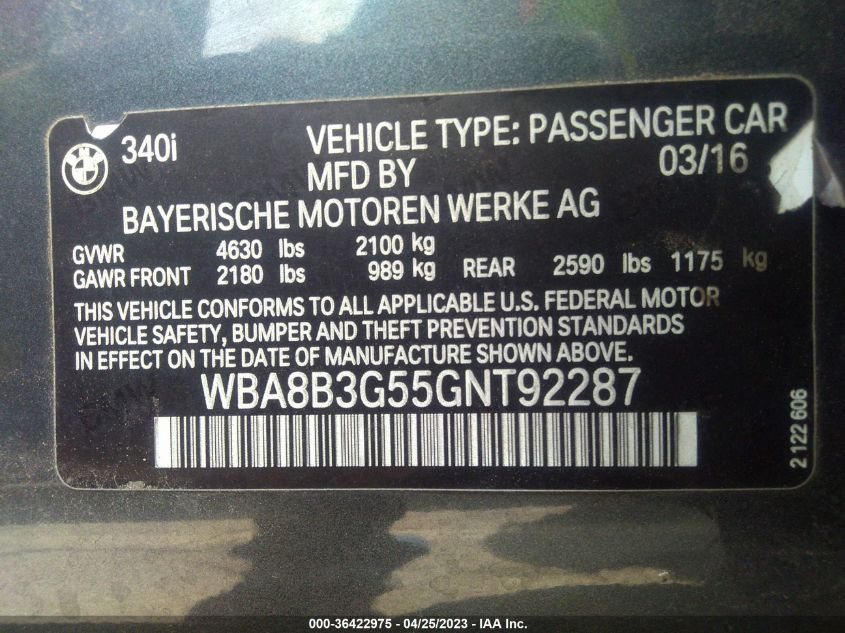 BMW
340i
VEHICLE TYPE: PASSENGER CAR
MFD BY 03/16
BAYERISCHE MOTOREN WERKE AG
GVWR 4630 lbs 2100 kg
GAWR FRONT 2180 lbs 989 kg REAR 2590 lbs 1175 kg
THIS VEHICLE CONFORMS TO ALL APPLICABLE U.S. FEDERAL MOTOR
VEHICLE SAFETY, BUMPER AND THEFT PREVENTION STANDARDS
IN EFFECT ON THE DATE OF MANUFACTURE SHOWN ABOVE.
WBA8B3G55GNT92287
2 122 606
000-36422975 - 04/25/2023 - IAA Inc.